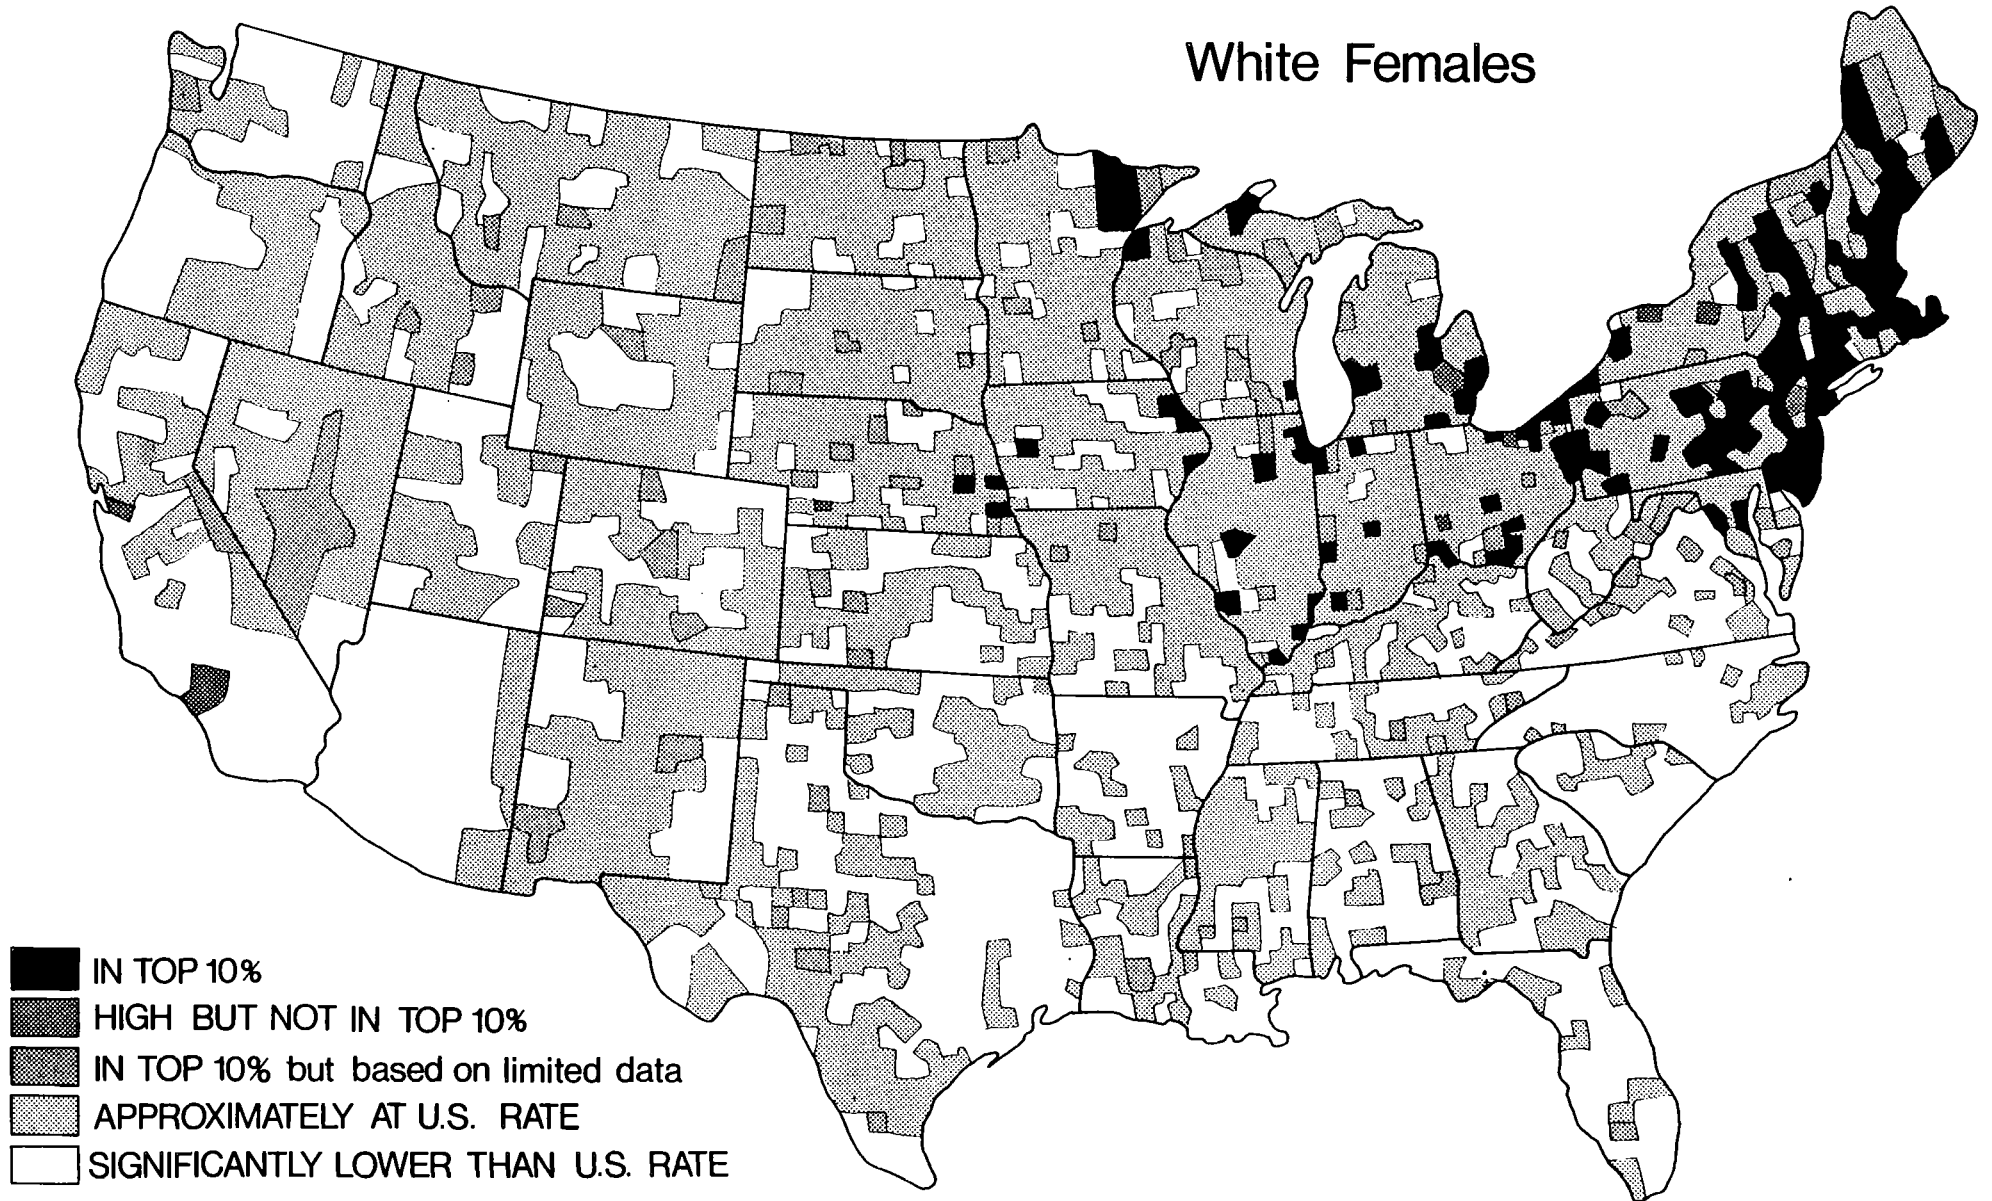 White Females
IN TOP 10%
HIGH BUT NOT IN TOP 10%
IN TOP 10% but based on limited data
APPROXIMATELY AT U.S. RATE
SIGNIFICANTLY LOWER THAN U.S. RATE